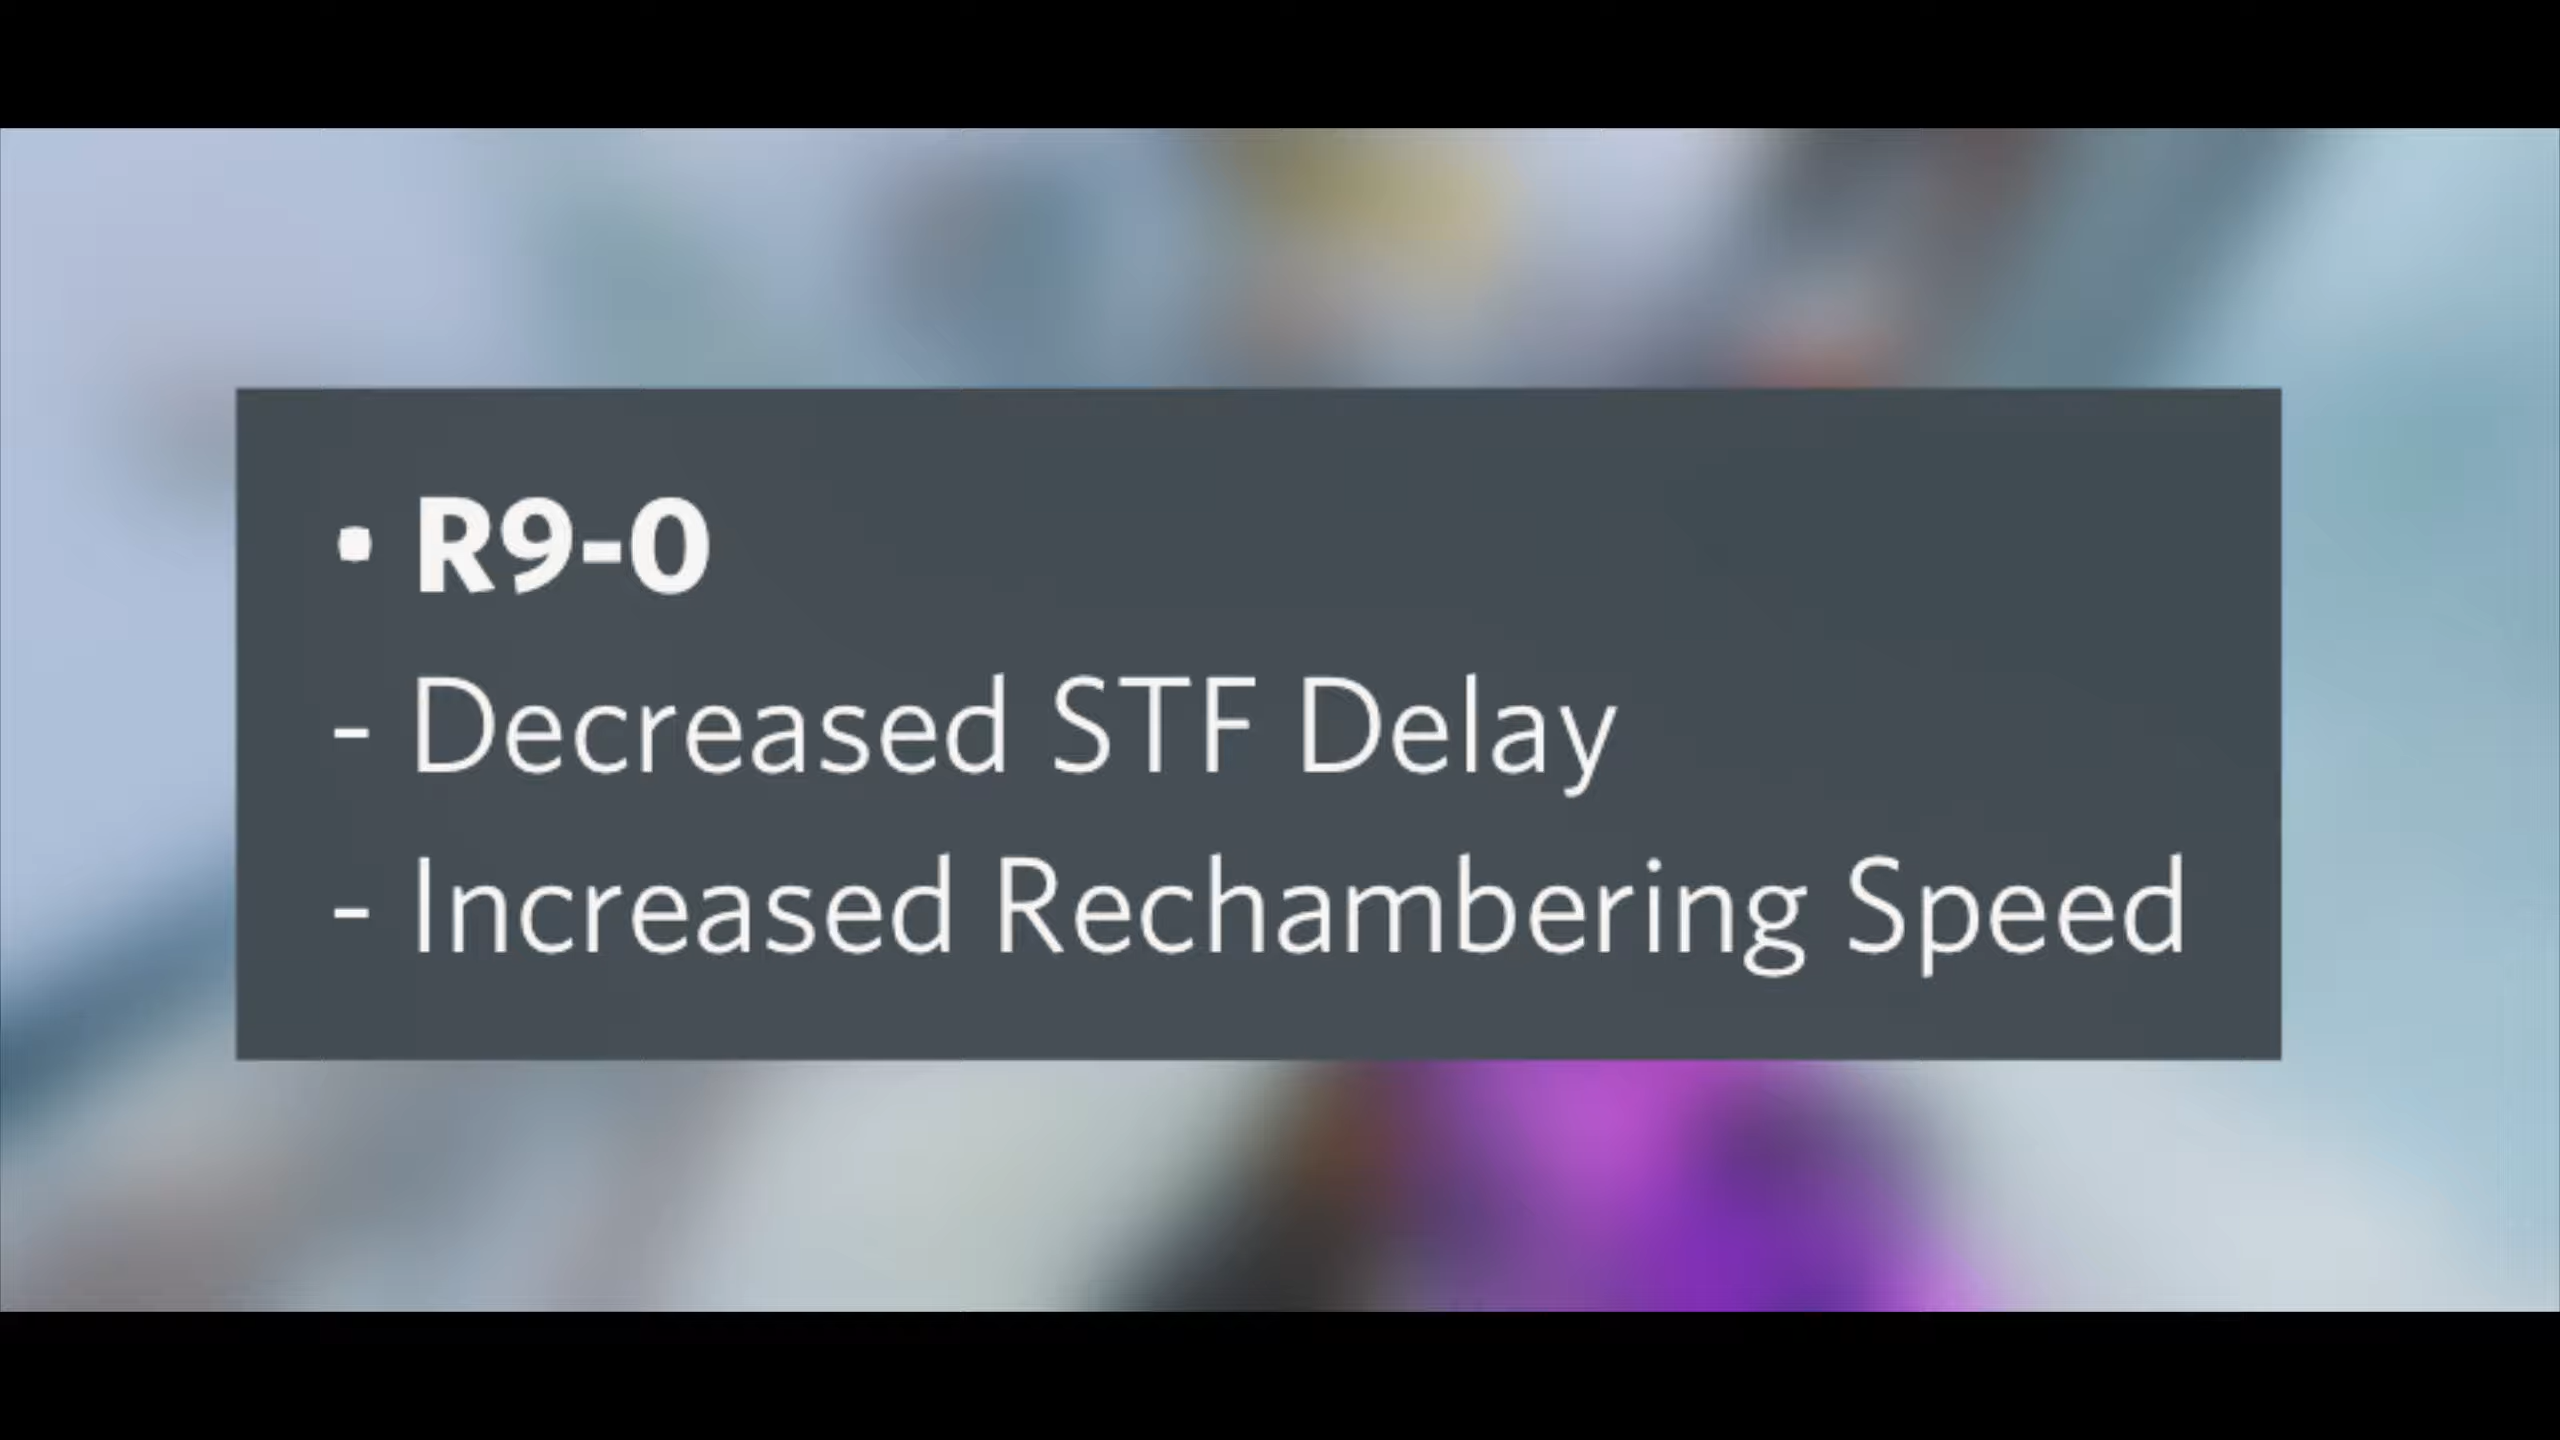 • R9-0
- Decreased STF Delay
- Increased Rechambering Speed